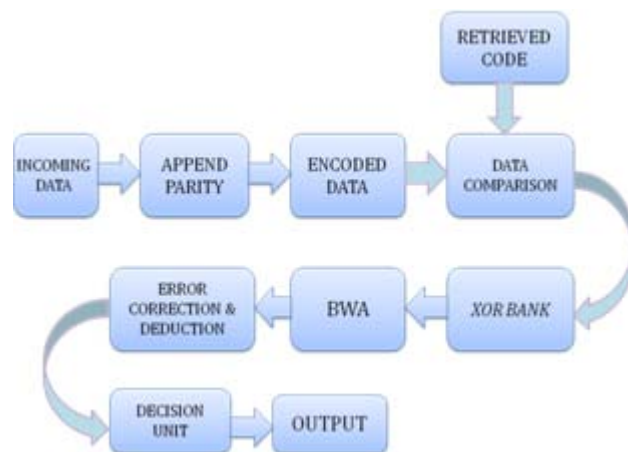 RETRIEVED
CODE
INCOMING
DATA
APPEND
PARITY
ENCODED
DATA
DATA
COMPARISON
XOR BANK
BWA
ERROR
CORRECTION &
DEDUCTION
DECISION
UNIT
OUTPUT